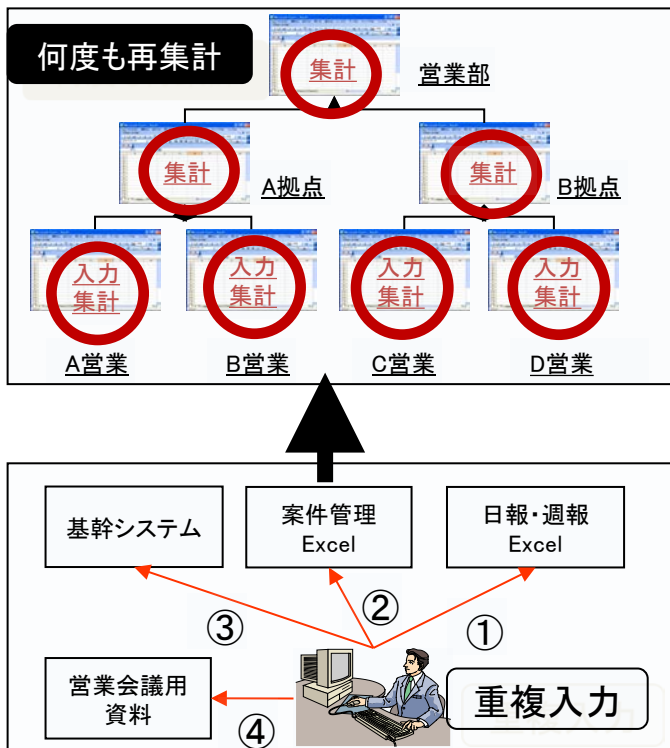 何度も再集計
集計
営業部
集計
A拠点
集計
B拠点
入力
集計
入力
集計
入力
集計
入力
集計
A営業
B営業
C営業
D営業
基幹システム
案件管理
Excel
日報・週報
Excel
③
②
①
営業会議用
資料
④
重複入力